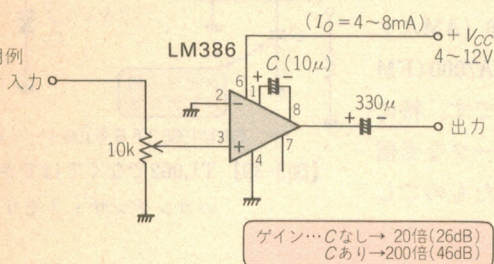 用例
(I_O=4~8mA)
+V_CC
4~12V
LM386
C(10μ)
入力
6
1
+ -
2
-
8
330μ
+ -
出力
10k
3
+
7
4
ゲイン…Cなし→ 20倍(26dB)
Cあり→200倍(46dB)